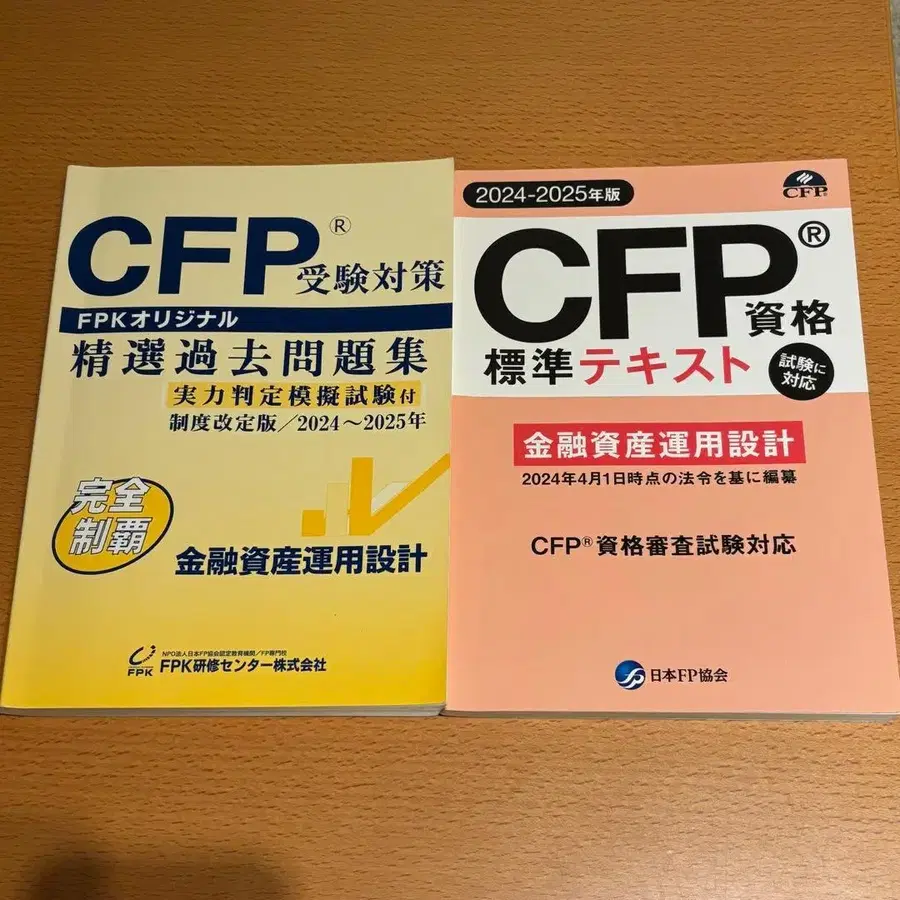 CFP®
受験対策
FPKオリジナル
精選過去問題集
実力判定模擬試験付
制度改定版／2024～2025年
完全
制覇
金融資産運用設計
NPO法人日本FP協会認定教育機関／FP専門校
FPK
FPK研修センター株式会社
2024-2025年版
CFP®
CFP®
資格
標準テキスト
試験に
対応
金融資産運用設計
2024年4月1日時点の法令を基に編纂
CFP®資格審査試験対応
日本FP協会